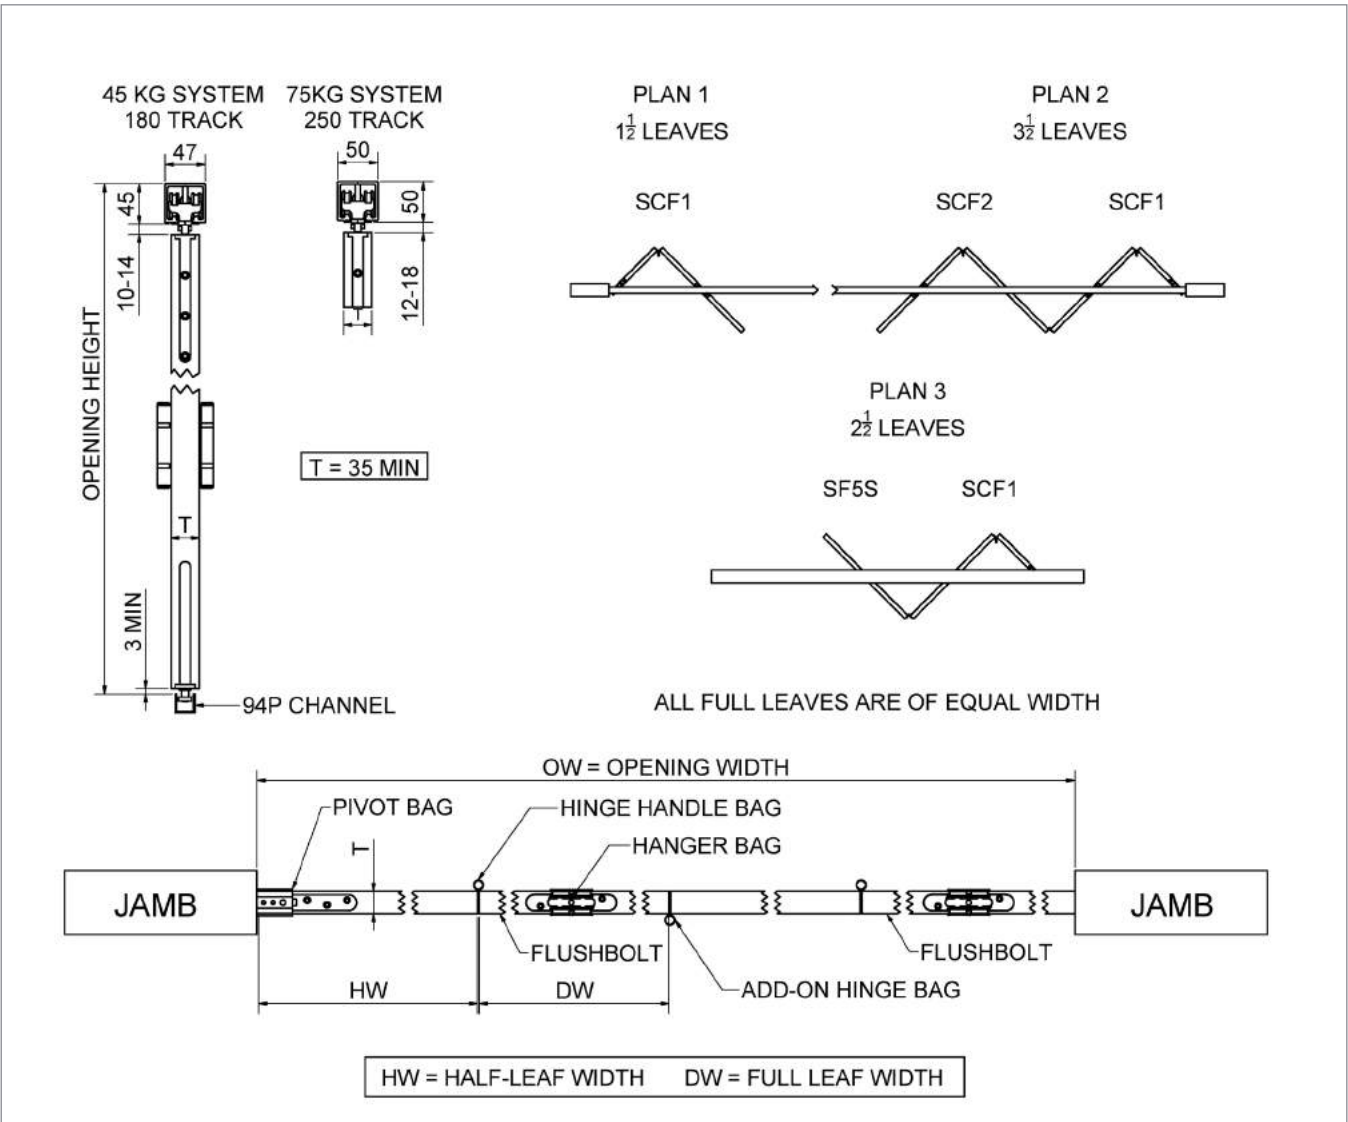 45 KG SYSTEM
180 TRACK
75KG SYSTEM
250 TRACK
47
50
45
50
10-14
12-18
OPENING HEIGHT
T
T
3 MIN
94P CHANNEL
T = 35 MIN
PLAN 1
1½ LEAVES
SCF1
PLAN 2
3½ LEAVES
SCF2
SCF1
PLAN 3
2½ LEAVES
SF5S
SCF1
ALL FULL LEAVES ARE OF EQUAL WIDTH
OW = OPENING WIDTH
PIVOT BAG
HINGE HANDLE BAG
HANGER BAG
T
JAMB
JAMB
FLUSHBOLT
FLUSHBOLT
HW
DW
ADD-ON HINGE BAG
HW = HALF-LEAF WIDTH DW = FULL LEAF WIDTH